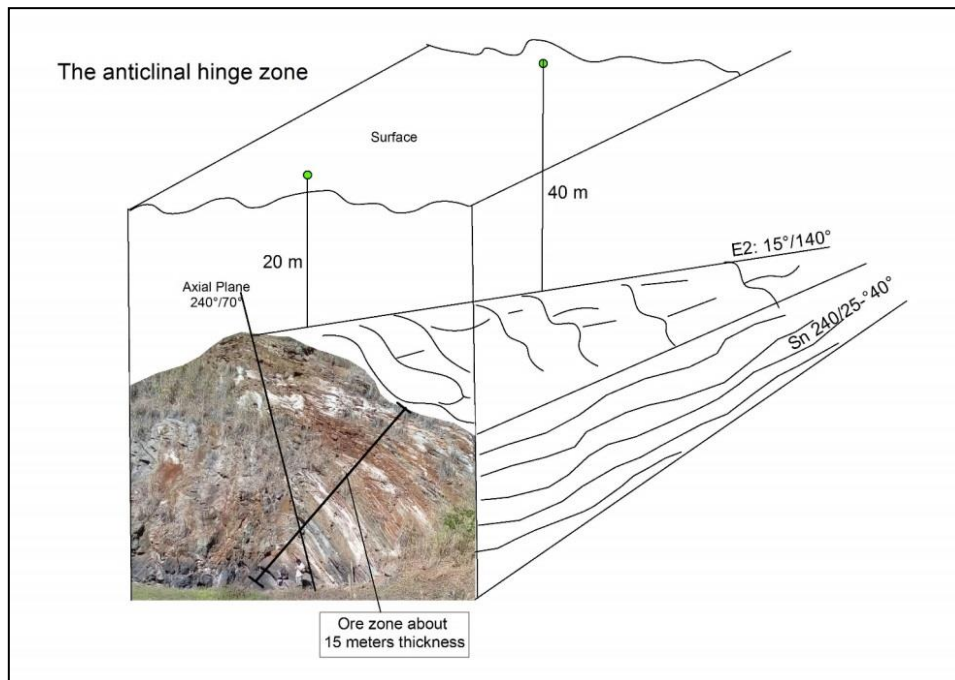 The anticlinal hinge zone
Surface
40 m
20 m
E2: 15°/140°
Axial Plane
240°/70°
Sn 240/25-°40°
Ore zone about
15 meters thickness